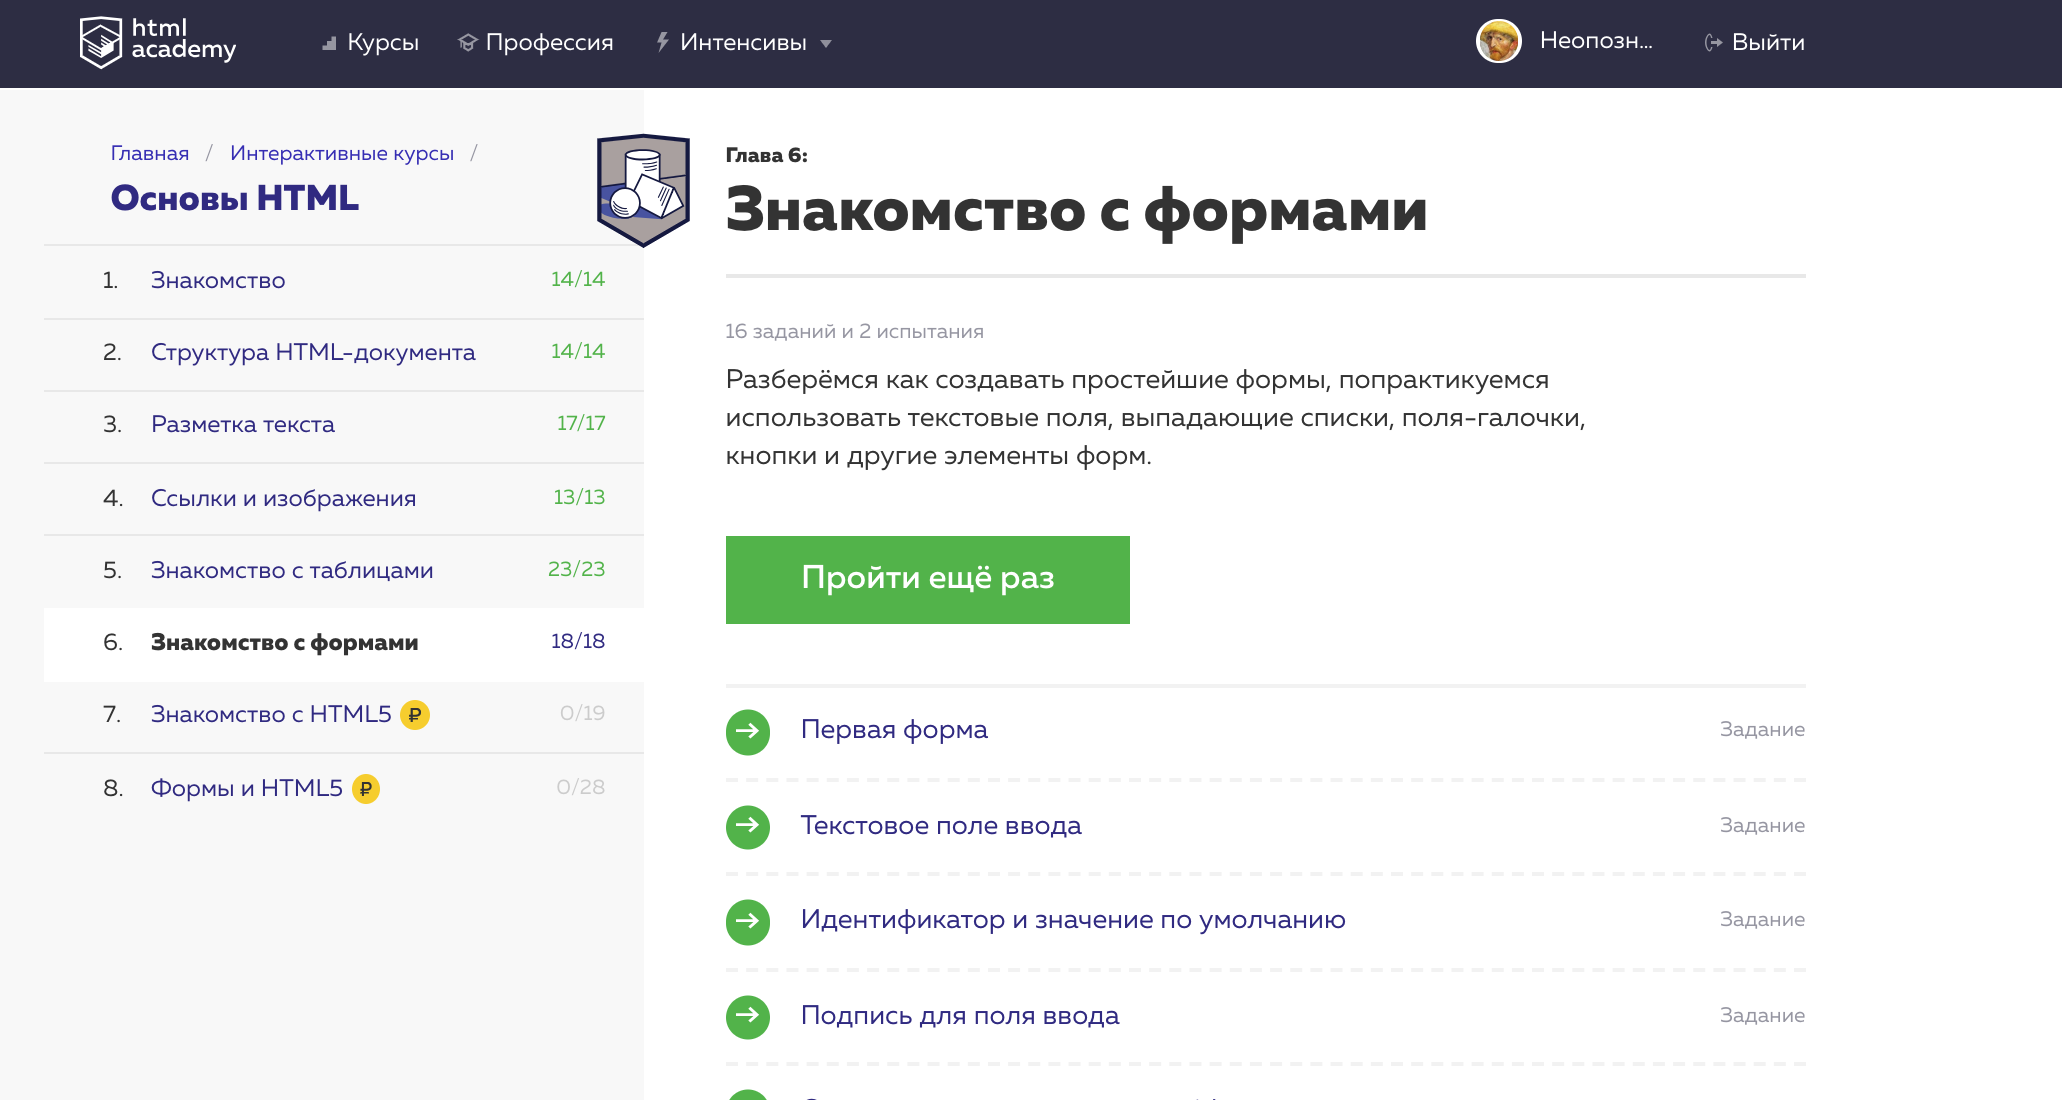 html
academy
Курсы
Профессия
Интенсивы
Неопозн...
Выйти
Главная / Интерактивные курсы /
Основы HTML
1. Знакомство 14/14
2. Структура HTML-документа 14/14
3. Разметка текста 17/17
4. Ссылки и изображения 13/13
5. Знакомство с таблицами 23/23
6. Знакомство с формами 18/18
7. Знакомство с HTML5 ₽ 0/19
8. Формы и HTML5 ₽ 0/28
Глава 6:
Знакомство с формами
16 заданий и 2 испытания
Разберёмся как создавать простейшие формы, попрактикуемся
использовать текстовые поля, выпадающие списки, поля-галочки,
кнопки и другие элементы форм.
Пройти ещё раз
Первая форма Задание
Текстовое поле ввода Задание
Идентификатор и значение по умолчанию Задание
Подпись для поля ввода Задание